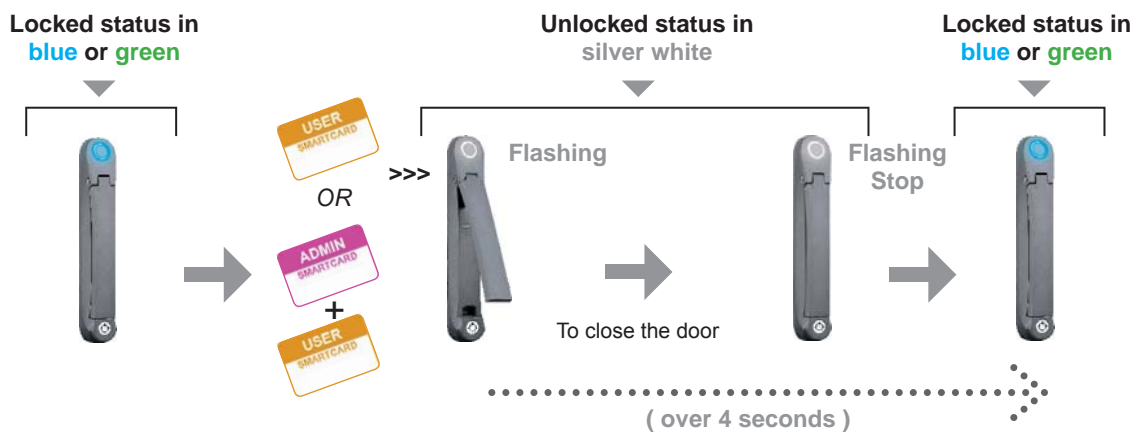 Locked status in
blue or green
Unlocked status in
silver white
Locked status in
blue or green
USER
SMARTCARD
OR
ADMIN
SMARTCARD
+
USER
SMARTCARD
>>>
Flashing
To close the door
Flashing
Stop
( over 4 seconds )